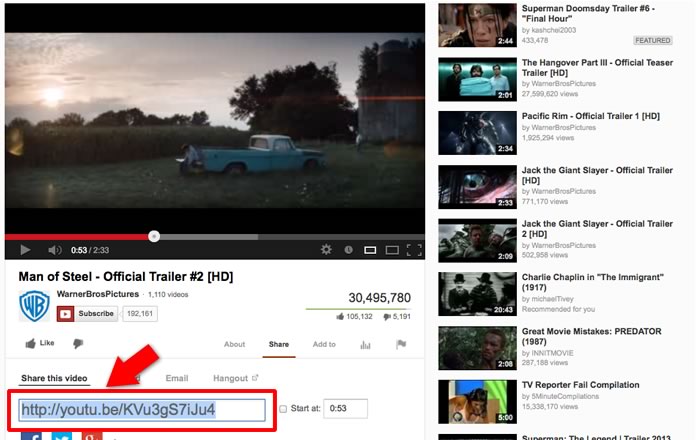 0:53 / 2:33
Man of Steel - Official Trailer #2 [HD]
WB
WarnerBrosPictures · 1,110 videos
Subscribe 192,161
30,495,780
105,132 5,191
Like
About Share Add to
Share this video Email Hangout
http://youtu.be/KVu3gS7iJu4
Start at: 0:53
2:44
Superman Doomsday Trailer #6 -
"Final Hour"
by kashchei2003
433,478 FEATURED
2:01
The Hangover Part III - Official Teaser
Trailer [HD]
by WarnerBrosPictures
27,599,620 views
2:34
Pacific Rim - Official Trailer 1 [HD]
by WarnerBrosPictures
1,925,294 views
2:33
Jack the Giant Slayer - Official Trailer
[HD]
by WarnerBrosPictures
771,170 views
2:09
Jack the Giant Slayer - Official Trailer
2 [HD]
by WarnerBrosPictures
502,958 views
20:43
Charlie Chaplin in "The Immigrant"
(1917)
by michaelTivey
Recommended for you
2:08
Great Movie Mistakes: PREDATOR
(1987)
by INNITMOVIE
287,188 views
5:00
TV Reporter Fail Compilation
by 5MinuteCompilations
15,338,170 views
Superman: The Legend | Trailer 2013